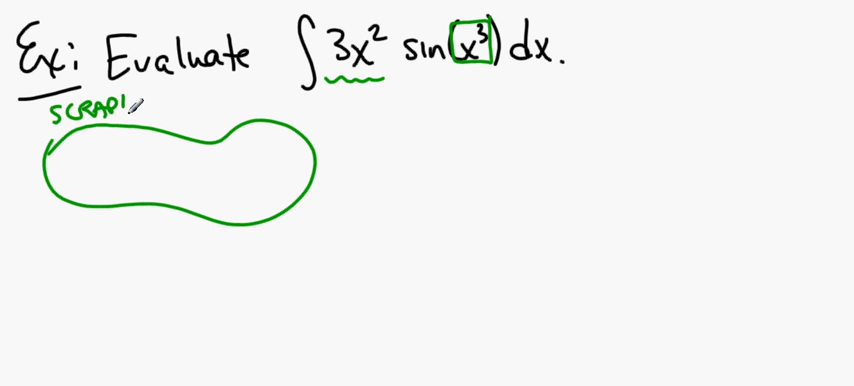 Ex: Evaluate ∫ 3x² sin(x³) dx.
SCRAP